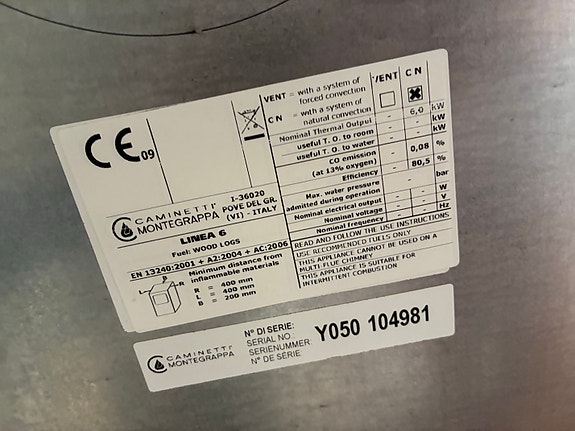 CE 09
VENT = with a system of forced convection
C N = with a system of natural convection
VENT C N
Nominal Thermal Output - 6,0 kW
useful T. O. to room - - kW
useful T. O. to water - - kW
CO emission (at 13% oxygen) - 0,08 %
Efficiency - 80,5 %
Max. water pressure admitted during operation - - bar
Nominal electrical output - - W
Nominal voltage - - V
Nominal frequency - - Hz
READ AND FOLLOW THE USE INSTRUCTIONS
USE RECOMMENDED FUELS ONLY
THIS APPLIANCE CANNOT BE USED ON A
MULTI-FLUE CHIMNEY
THIS APPLIANCE IS SUITABLE FOR
INTERMITTENT COMBUSTION
CAMINETTI
MONTEGRAPPA
I-36020
POVE DEL GR.
(VI) - ITALY
LINEA 6
Fuel: WOOD LOGS
EN 13240:2001 + A2:2004 + AC:2006
Minimum distance from
inflammable materials
R = 400 mm
L = 400 mm
B = 200 mm
CAMINETTI
MONTEGRAPPA
N° DI SERIE:
SERIAL NO.
SERIENUMMER
N° DE SÈRIE:
Y050 104981